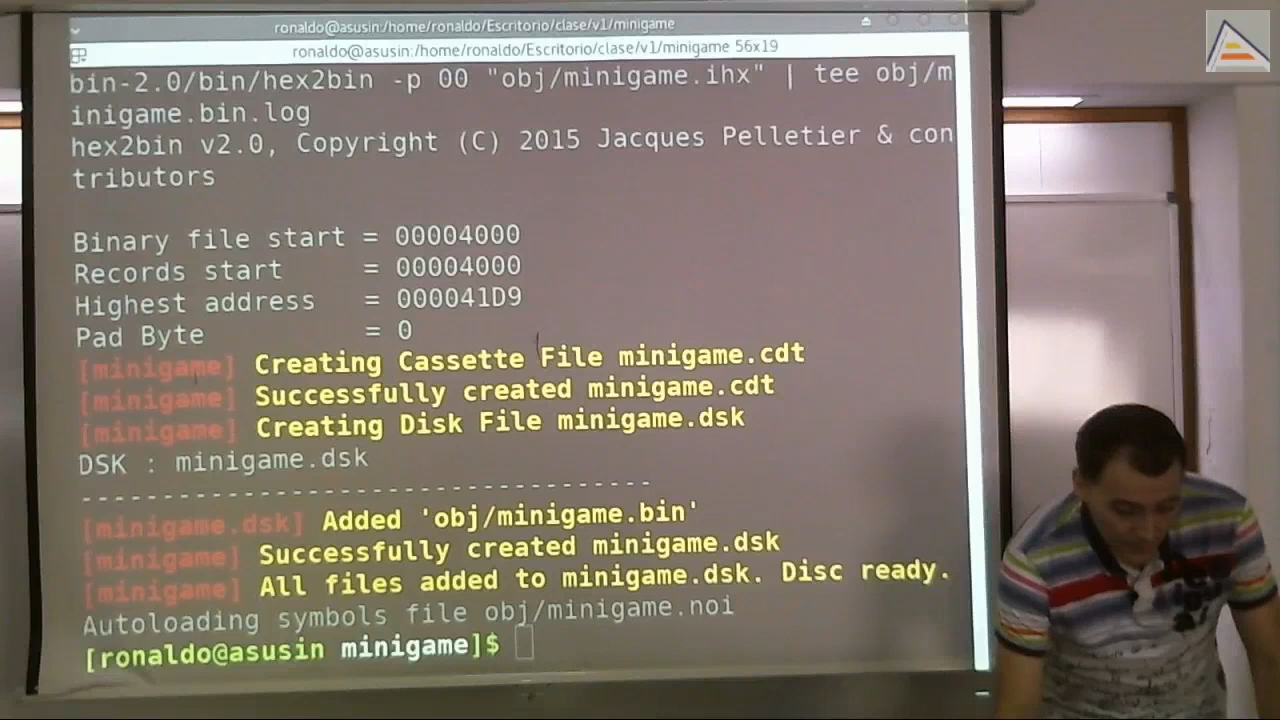 ronaldo@asusin:/home/ronaldo/Escritorio/clase/v1/minigame
ronaldo@asusin:/home/ronaldo/Escritorio/clase/v1/minigame 56x19
bin-2.0/bin/hex2bin -p 00 "obj/minigame.ihx" | tee obj/m
inigame.bin.log
hex2bin v2.0, Copyright (C) 2015 Jacques Pelletier & con
tributors
Binary file start = 00004000
Records start = 00004000
Highest address = 000041D9
Pad Byte = 0
[minigame] Creating Cassette File minigame.cdt
[minigame] Successfully created minigame.cdt
[minigame] Creating Disk File minigame.dsk
DSK : minigame.dsk
-----------------------------------
[minigame.dsk] Added 'obj/minigame.bin'
[minigame] Successfully created minigame.dsk
[minigame] All files added to minigame.dsk. Disc ready.
Autoloading symbols file obj/minigame.noi
[ronaldo@asusin minigame]$